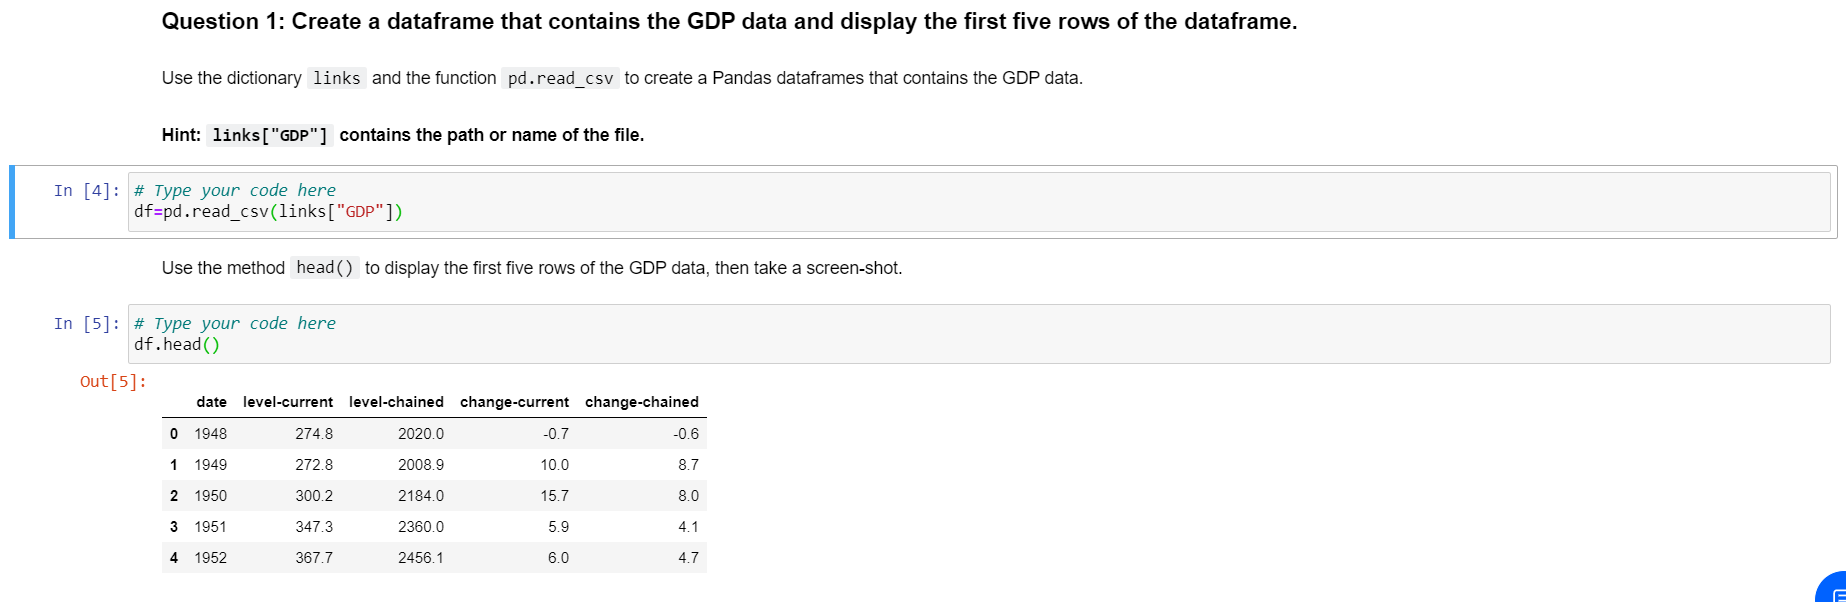 Question 1: Create a dataframe that contains the GDP data and display the first five rows of the dataframe.
Use the dictionary links and the function pd.read_csv to create a Pandas dataframes that contains the GDP data.
Hint: links["GDP"] contains the path or name of the file.
In [4]: # Type your code here
df=pd.read_csv(links["GDP"])
Use the method head() to display the first five rows of the GDP data, then take a screen-shot.
In [5]: # Type your code here
df.head()
Out[5]:
date level-current level-chained change-current change-chained
0 1948 274.8 2020.0 -0.7 -0.6
1 1949 272.8 2008.9 10.0 8.7
2 1950 300.2 2184.0 15.7 8.0
3 1951 347.3 2360.0 5.9 4.1
4 1952 367.7 2456.1 6.0 4.7